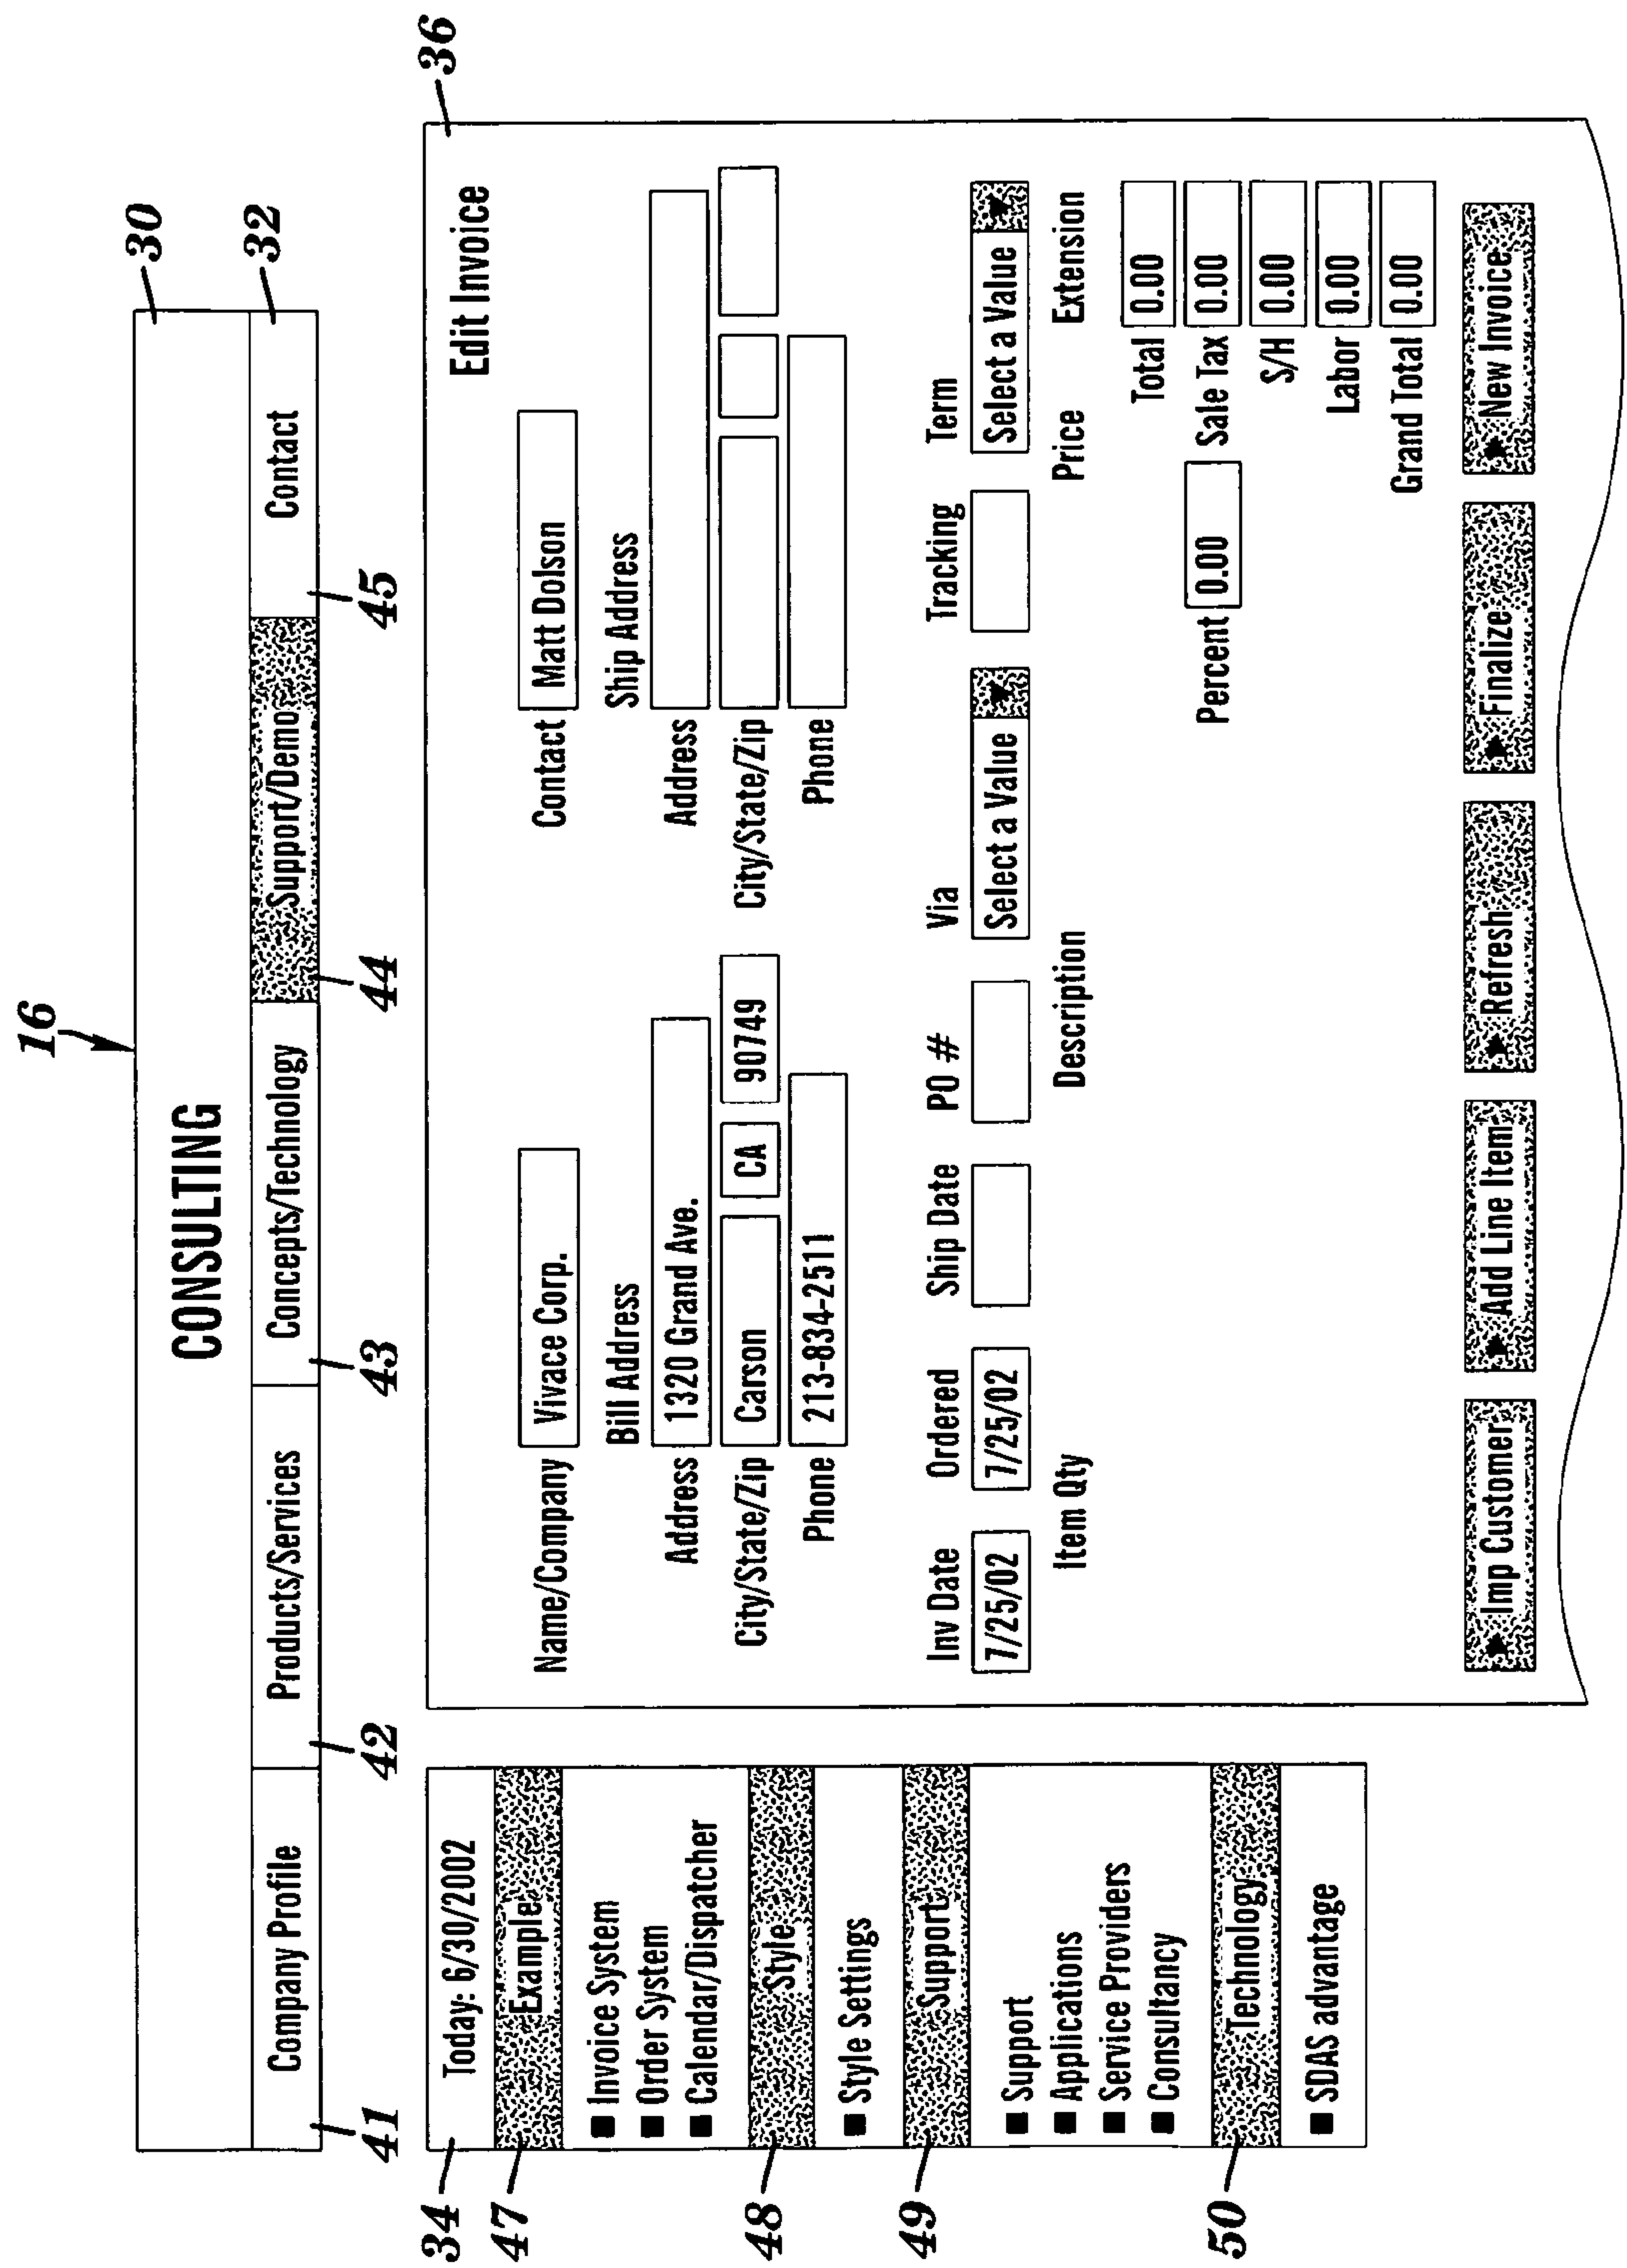 16
30
CONSULTING
32
Company Profile Products/Services Concepts/Technology Support/Demo Contact
41 42 43 44 45
34
Today: 6/30/2002
47
Example
Invoice System
Order System
Calendar/Dispatcher
48
Style
Style Settings
49
Support
Support
Applications
Service Providers
Consultancy
50
Technology
SDAS advantage
36
Edit Invoice
Name/Company Vivace Corp. Contact Matt Dolson
Bill Address Ship Address
Address 1320 Grand Ave. Address
City/State/Zip Carson CA 90749 City/State/Zip
Phone 213-834-2511 Phone
Inv Date Ordered Ship Date PO # Via Tracking Term
7/25/02 7/25/02 Select a Value Select a Value
Item Qty Description Price Extension
Total 0.00
Percent 0.00 Sale Tax 0.00
S/H 0.00
Labor 0.00
Grand Total 0.00
Imp Customer Add Line Item Refresh Finalize New Invoice